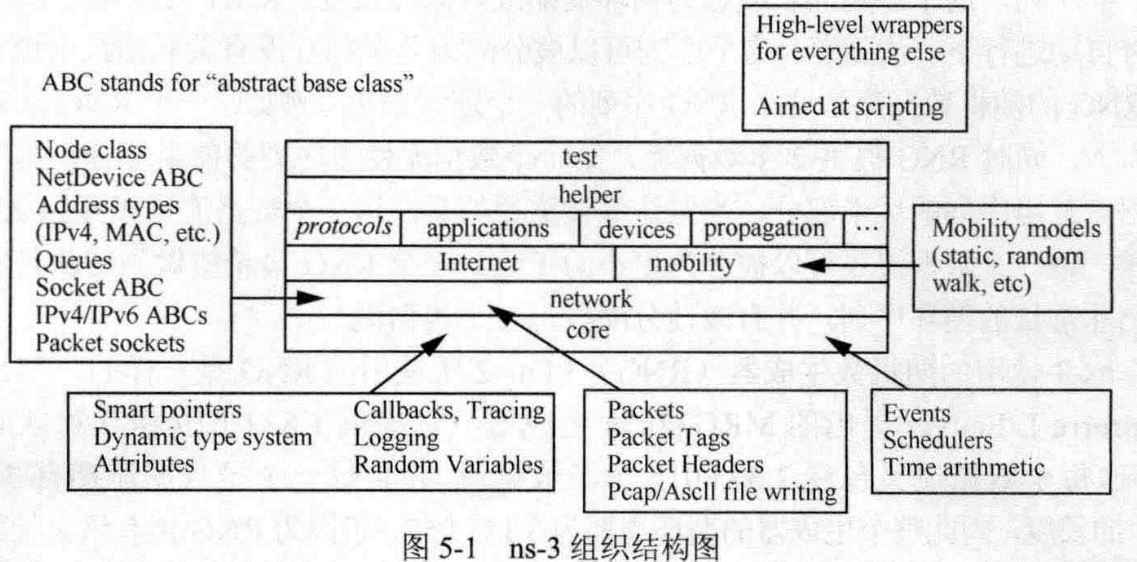 High-level wrappers
for everything else
Aimed at scripting
ABC stands for “abstract base class”
Node class
NetDevice ABC
Address types
(IPv4, MAC, etc.)
Queues
Socket ABC
IPv4/IPv6 ABCs
Packet sockets
test
helper
protocols applications devices propagation ...
Internet mobility
network
core
Mobility models
(static, random
walk, etc)
Smart pointers
Dynamic type system
Attributes
Callbacks, Tracing
Logging
Random Variables
Packets
Packet Tags
Packet Headers
Pcap/Ascll file writing
Events
Schedulers
Time arithmetic
图 5-1 ns-3 组织结构图